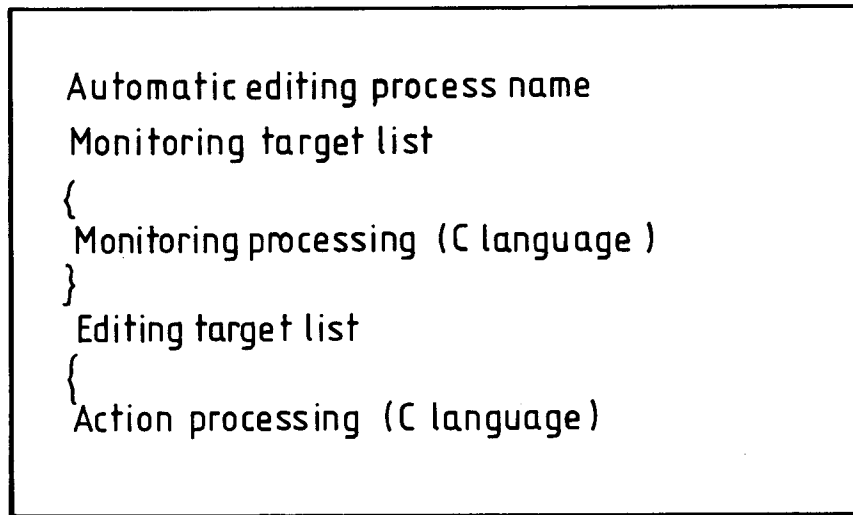 Automatic editing process name
Monitoring target list
{
Monitoring processing (C language)
}
Editing target list
{
Action processing (C language)